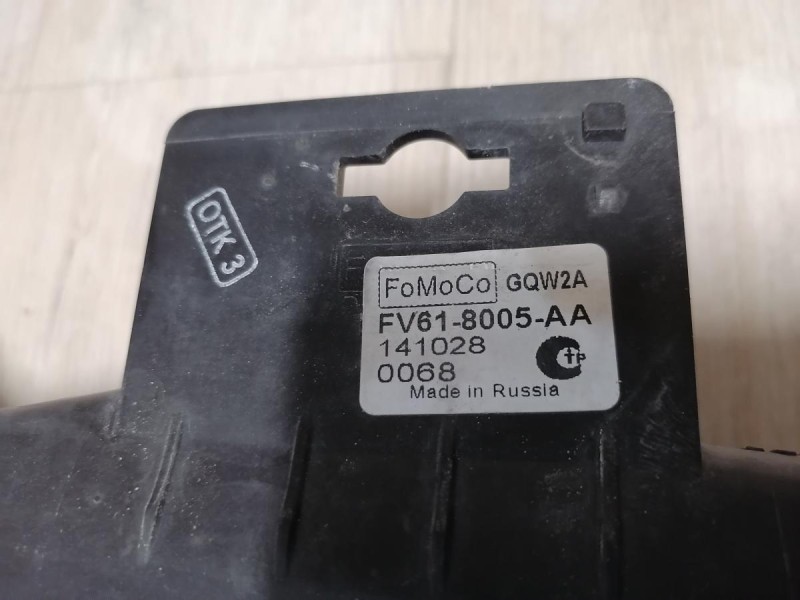 ОТК 3
FoMoCo GQW2A
FV61-8005-AA
141028
0068
Made in Russia